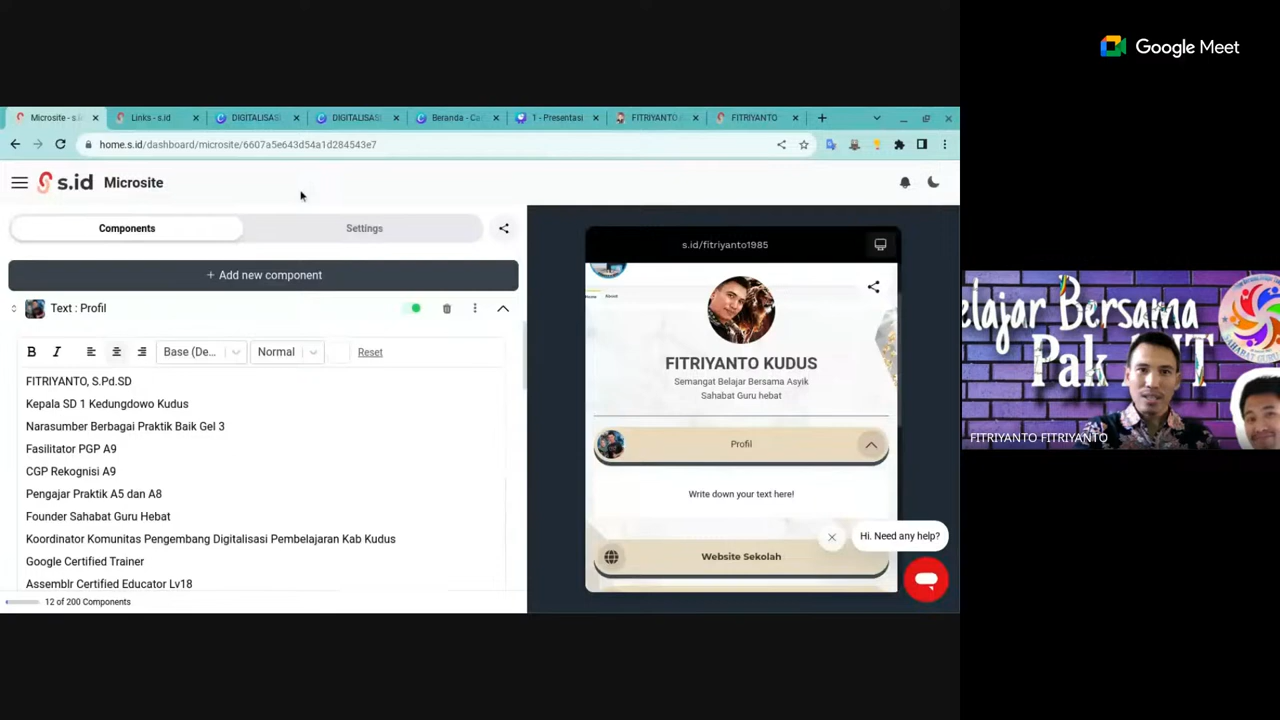 Google Meet
Microsite - s.i
Links - s.id
DIGITALISASI
DIGITALISASI
Beranda - Ca
1 - Presentasi
FITRIYANTO
FITRIYANTO
home.s.id/dashboard/microsite/6607a5e643d54a1d284543e7
s.id Microsite
Components
Settings
+ Add new component
Text : Profil
B I
Base (De...
Normal
Reset
FITRIYANTO, S.Pd.SD
Kepala SD 1 Kedungdowo Kudus
Narasumber Berbagai Praktik Baik Gel 3
Fasilitator PGP A9
CGP Rekognisi A9
Pengajar Praktik A5 dan A8
Founder Sahabat Guru Hebat
Koordinator Komunitas Pengembang Digitalisasi Pembelajaran Kab Kudus
Google Certified Trainer
Assemblr Certified Educator Lv18
12 of 200 Components
s.id/fitriyanto1985
FITRIYANTO KUDUS
Semangat Belajar Bersama Asyik
Sahabat Guru hebat
Profil
Write down your text here!
Website Sekolah
Hi. Need any help?
elajar Bersama
Pak
FITRIYANTO FITRIYANTO